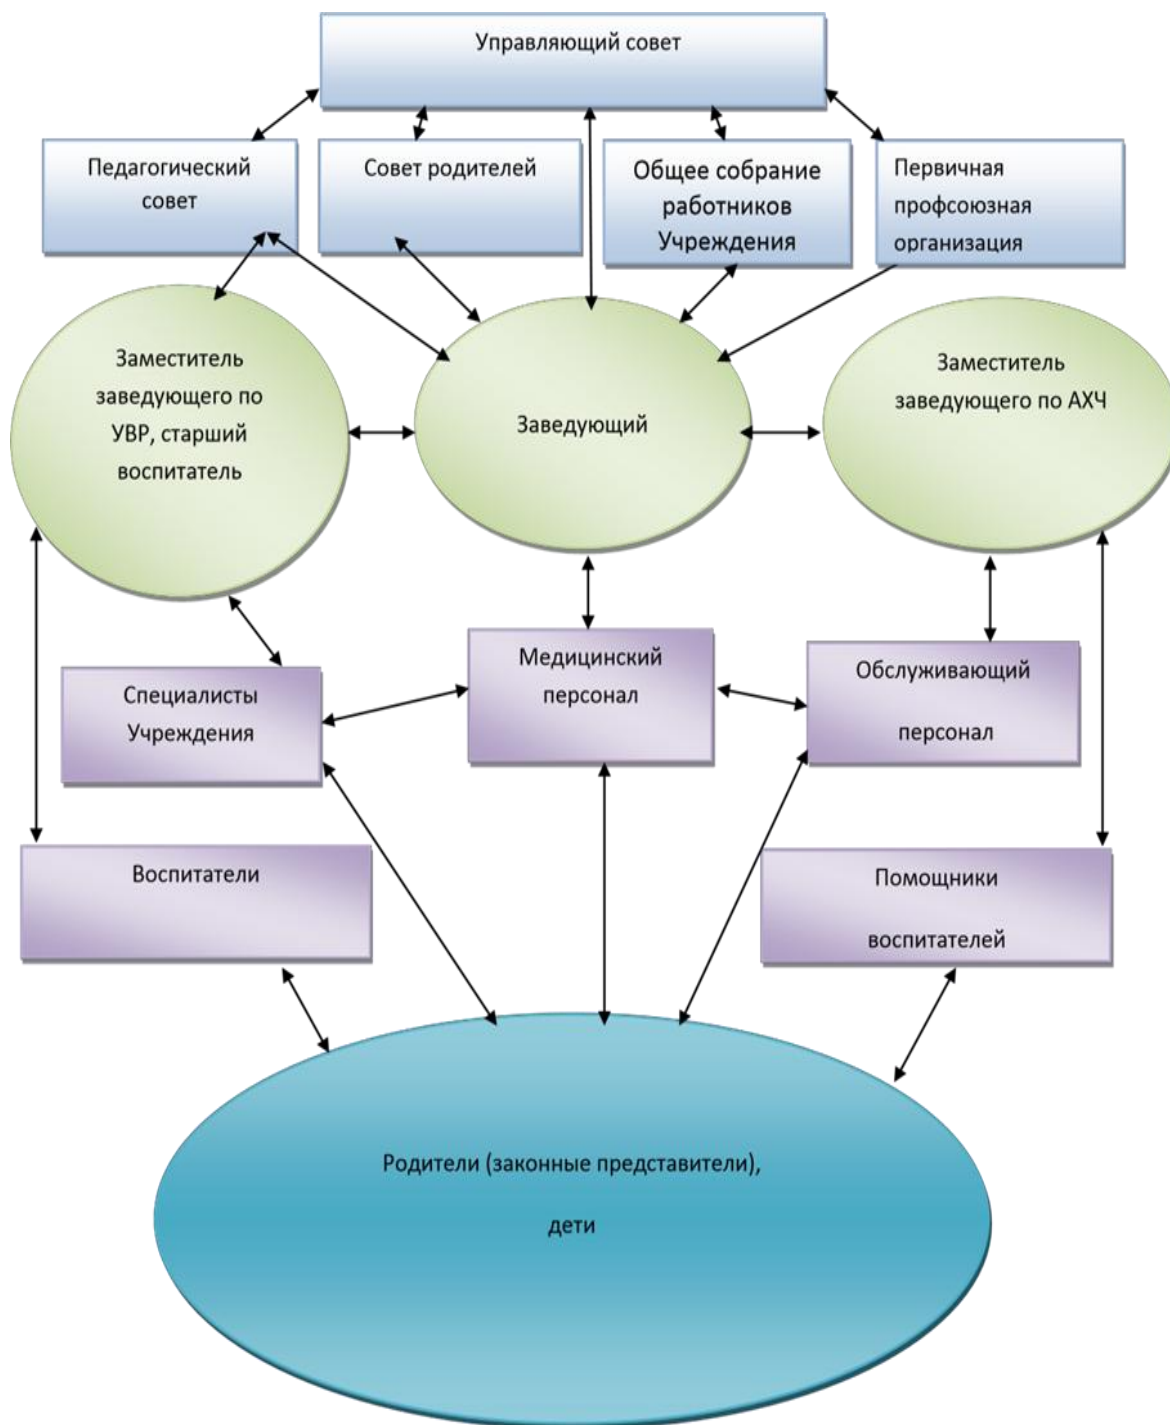 Управляющий совет
Педагогический
совет
Совет родителей
Общее собрание
работников
Учреждения
Первичная
профсоюзная
организация
Заместитель
заведующего по
УВР, старший
воспитатель
Заведующий
Заместитель
заведующего по АХЧ
Специалисты
Учреждения
Медицинский
персонал
Обслуживающий
персонал
Воспитатели
Помощники
воспитателей
Родители (законные представители),
дети